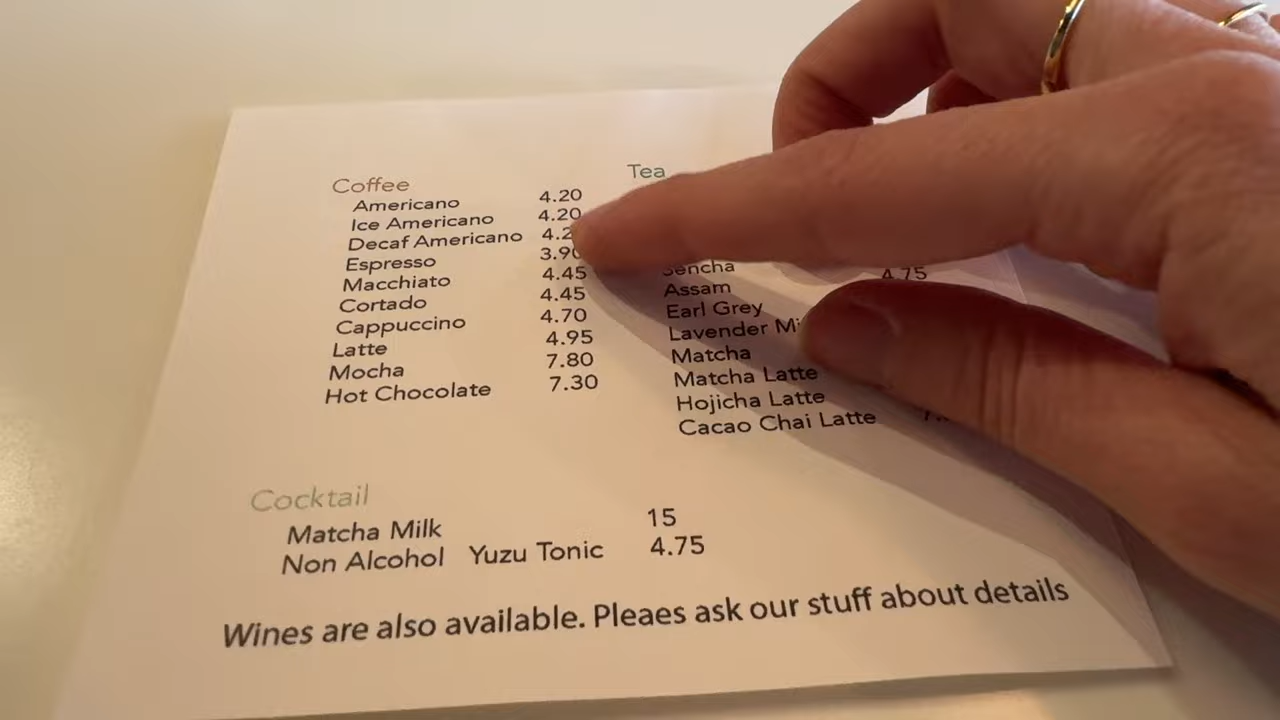 Coffee
Americano 4.20
Ice Americano 4.20
Decaf Americano
Espresso 3.90
Macchiato 4.45
Cortado 4.45
Cappuccino 4.70
Latte 4.95
Mocha 7.80
Hot Chocolate 7.30
Tea
Sencha 4.75
Assam
Earl Grey
Lavender
Matcha
Matcha Latte
Hojicha Latte
Cacao Chai Latte
Cocktail
Matcha Milk 15
Non Alcohol Yuzu Tonic 4.75
Wines are also available. Pleaes ask our stuff about details